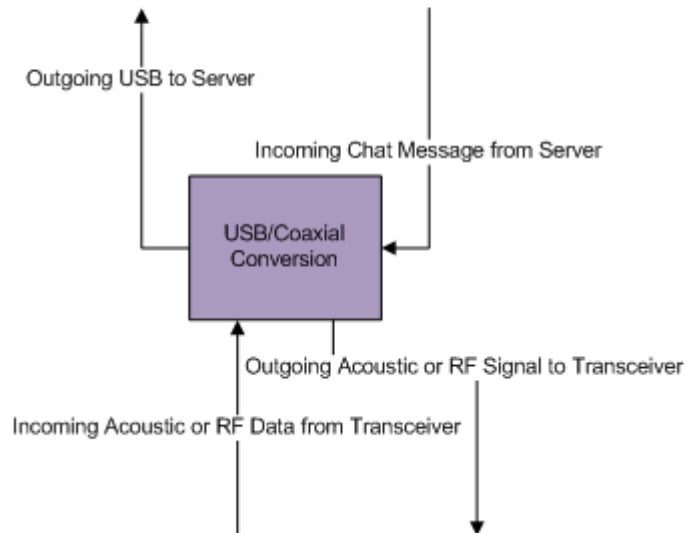 Outgoing USB to Server
Incoming Chat Message from Server
USB/Coaxial
Conversion
Outgoing Acoustic or RF Signal to Transceiver
Incoming Acoustic or RF Data from Transceiver